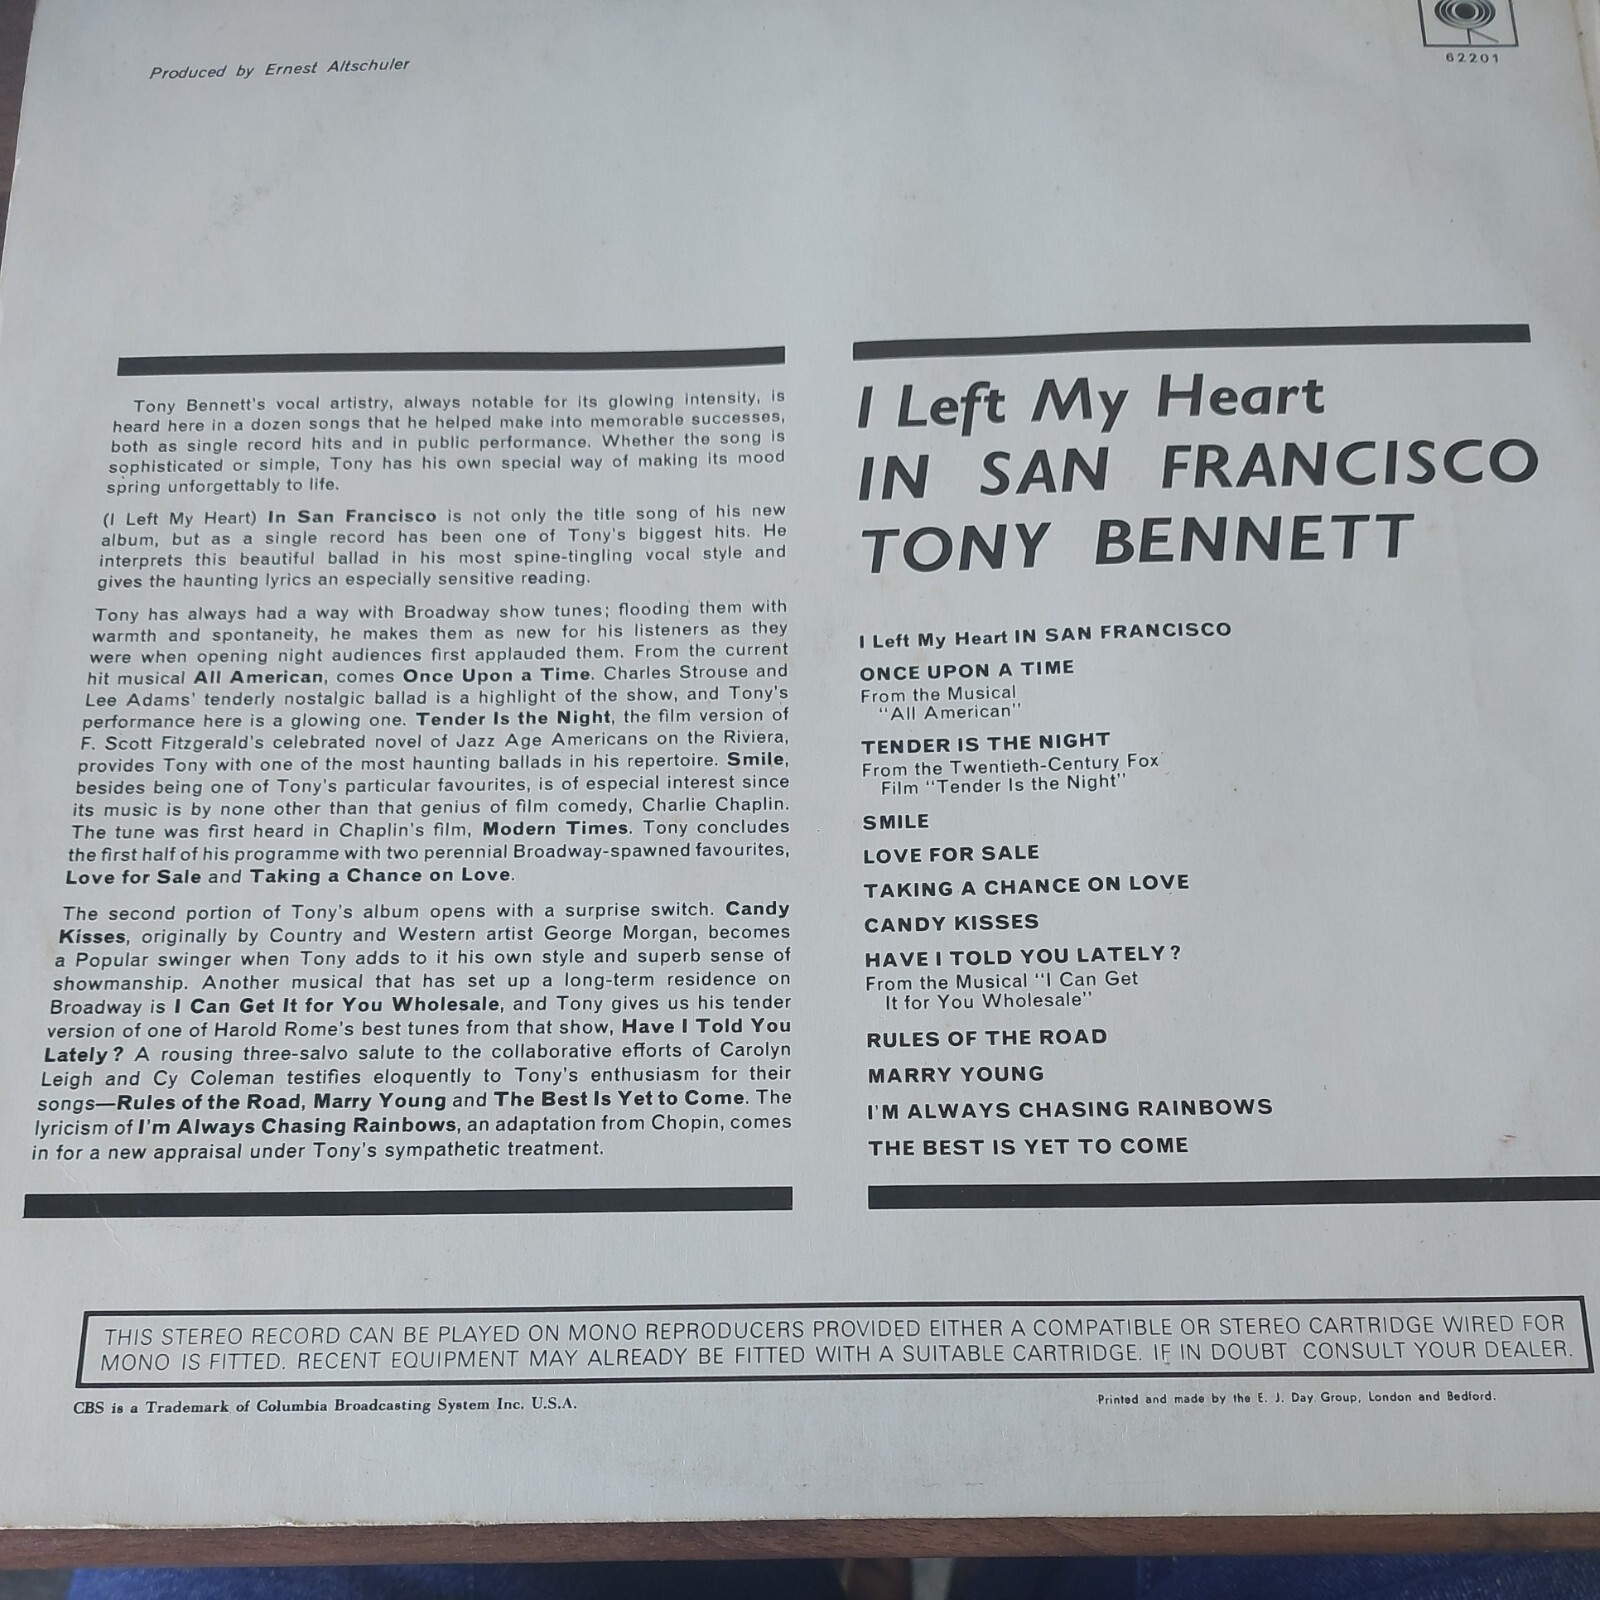 Produced by Ernest Altschuler
62201
Tony Bennett's vocal artistry, always notable for its glowing intensity, is
heard here in a dozen songs that he helped make into memorable successes,
both as single record hits and in public performance. Whether the song is
sophisticated or simple, Tony has his own special way of making its mood
spring unforgettably to life.
(I Left My Heart) In San Francisco is not only the title song of his new
album, but as a single record has been one of Tony's biggest hits. He
interprets this beautiful ballad in his most spine-tingling vocal style and
gives the haunting lyrics an especially sensitive reading.
Tony has always had a way with Broadway show tunes; flooding them with
warmth and spontaneity, he makes them as new for his listeners as they
were when opening night audiences first applauded them. From the current
hit musical All American, comes Once Upon a Time. Charles Strouse and
Lee Adams' tenderly nostalgic ballad is a highlight of the show, and Tony's
performance here is a glowing one. Tender Is the Night, the film version of
F. Scott Fitzgerald's celebrated novel of Jazz Age Americans on the Riviera,
provides Tony with one of the most haunting ballads in his repertoire. Smile,
besides being one of Tony's particular favourites, is of especial interest since
its music is by none other than that genius of film comedy, Charlie Chaplin.
The tune was first heard in Chaplin's film, Modern Times. Tony concludes
the first half of his programme with two perennial Broadway-spawned favourites,
Love for Sale and Taking a Chance on Love.
The second portion of Tony's album opens with a surprise switch. Candy
Kisses, originally by Country and Western artist George Morgan, becomes
a Popular swinger when Tony adds to it his own style and superb sense of
showmanship. Another musical that has set up a long-term residence on
Broadway is I Can Get It for You Wholesale, and Tony gives us his tender
version of one of Harold Rome's best tunes from that show, Have I Told You
Lately? A rousing three-salvo salute to the collaborative efforts of Carolyn
Leigh and Cy Coleman testifies eloquently to Tony's enthusiasm for their
songs—Rules of the Road, Marry Young and The Best Is Yet to Come. The
lyricism of I'm Always Chasing Rainbows, an adaptation from Chopin, comes
in for a new appraisal under Tony's sympathetic treatment.
I Left My Heart
IN SAN FRANCISCO
TONY BENNETT
I Left My Heart IN SAN FRANCISCO
ONCE UPON A TIME
From the Musical
"All American"
TENDER IS THE NIGHT
From the Twentieth-Century Fox
Film "Tender Is the Night"
SMILE
LOVE FOR SALE
TAKING A CHANCE ON LOVE
CANDY KISSES
HAVE I TOLD YOU LATELY?
From the Musical "I Can Get
It for You Wholesale"
RULES OF THE ROAD
MARRY YOUNG
I'M ALWAYS CHASING RAINBOWS
THE BEST IS YET TO COME
THIS STEREO RECORD CAN BE PLAYED ON MONO REPRODUCERS PROVIDED EITHER A COMPATIBLE OR STEREO CARTRIDGE WIRED FOR
MONO IS FITTED. RECENT EQUIPMENT MAY ALREADY BE FITTED WITH A SUITABLE CARTRIDGE. IF IN DOUBT CONSULT YOUR DEALER.
CBS is a Trademark of Columbia Broadcasting System Inc. U.S.A.
Printed and made by the E. J. Day Group, London and Bedford.